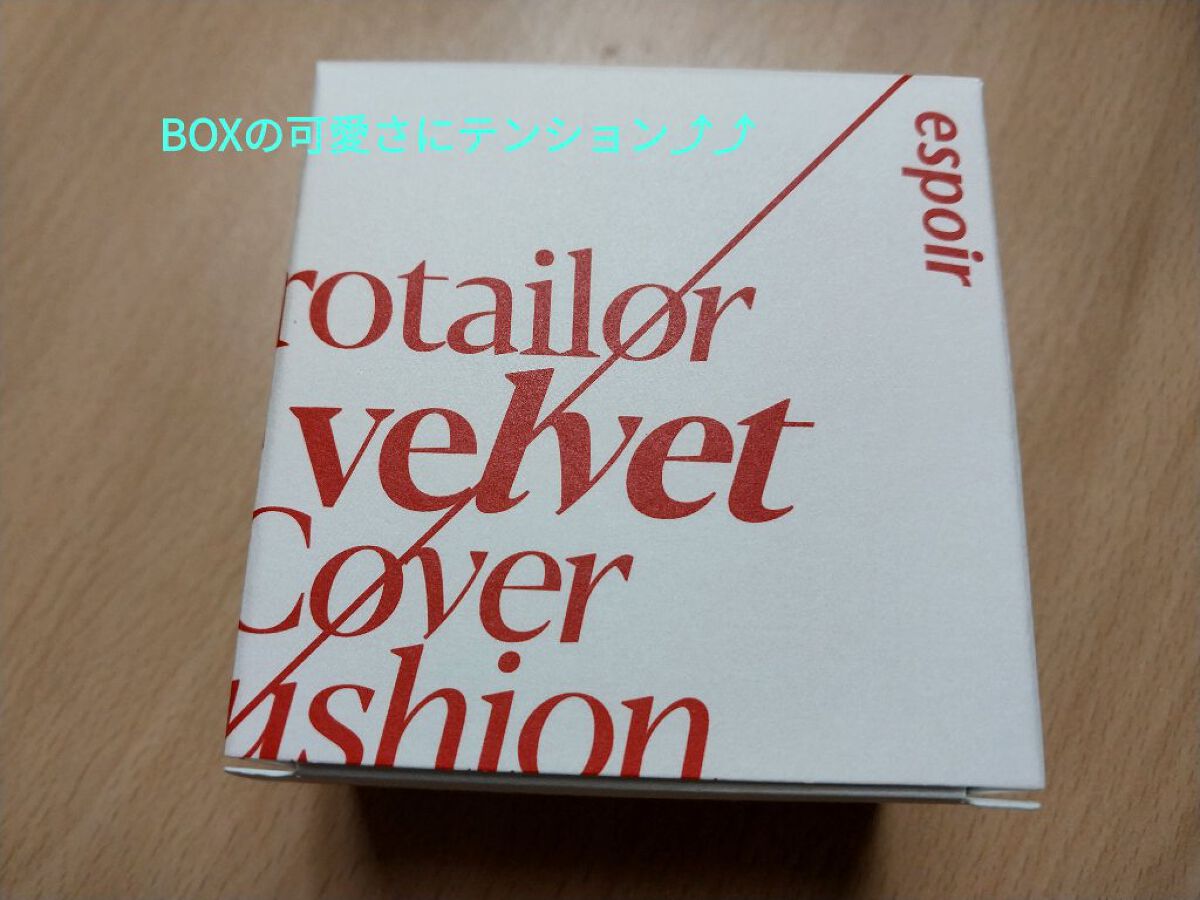 BOXの可愛さにテンション⤴⤴
espoir
rotailor
velvet
Cover
ushion